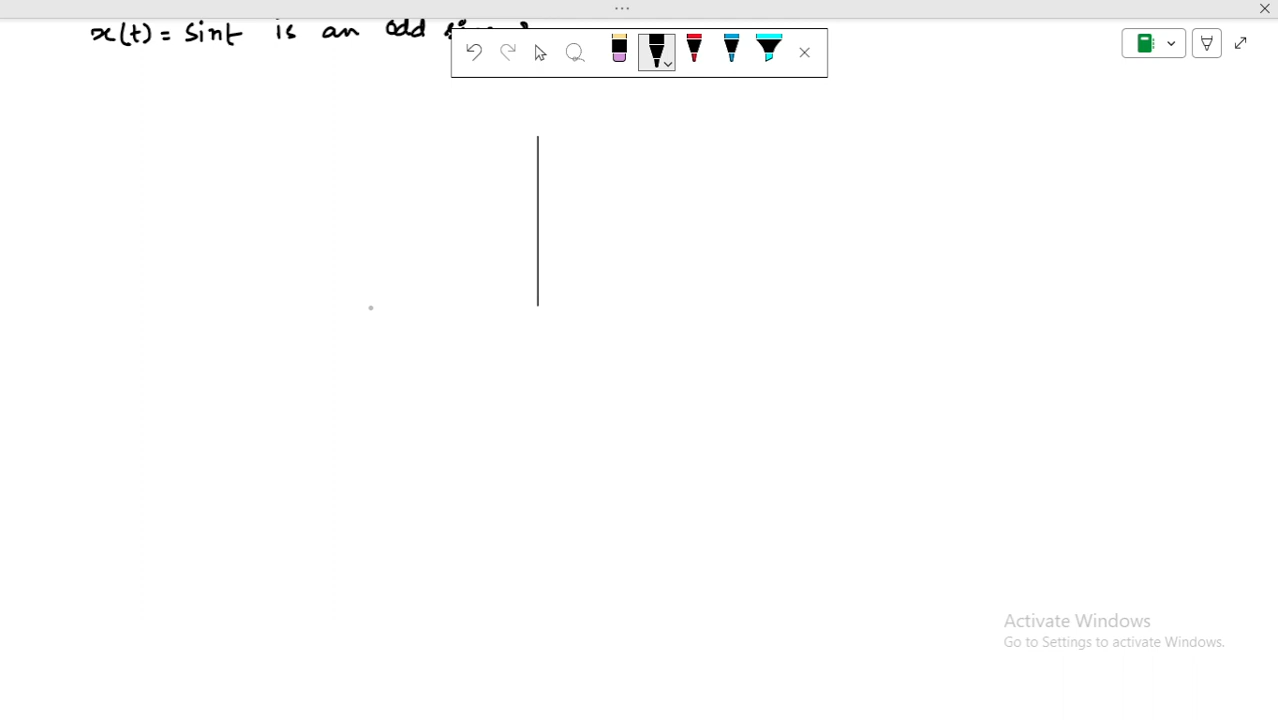 x(t) = sint is an odd
Activate Windows
Go to Settings to activate Windows.